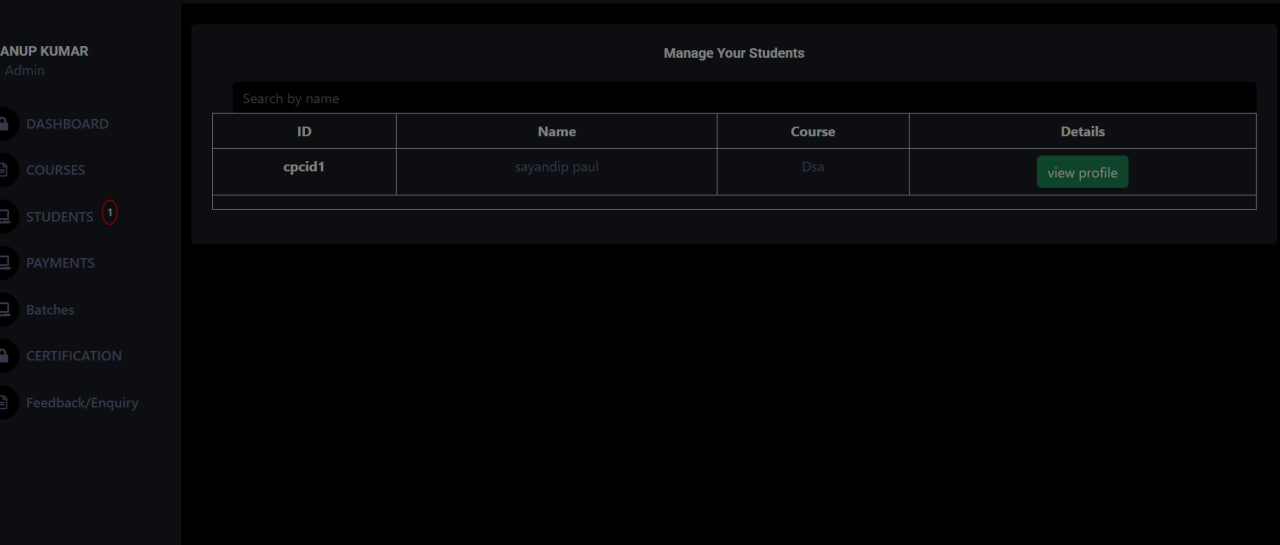 ANUP KUMAR
Admin
DASHBOARD
COURSES
STUDENTS 1
PAYMENTS
Batches
CERTIFICATION
Feedback/Enquiry
Manage Your Students
Search by name
ID Name Course Details
cpcid1 sayandip paul Dsa view profile